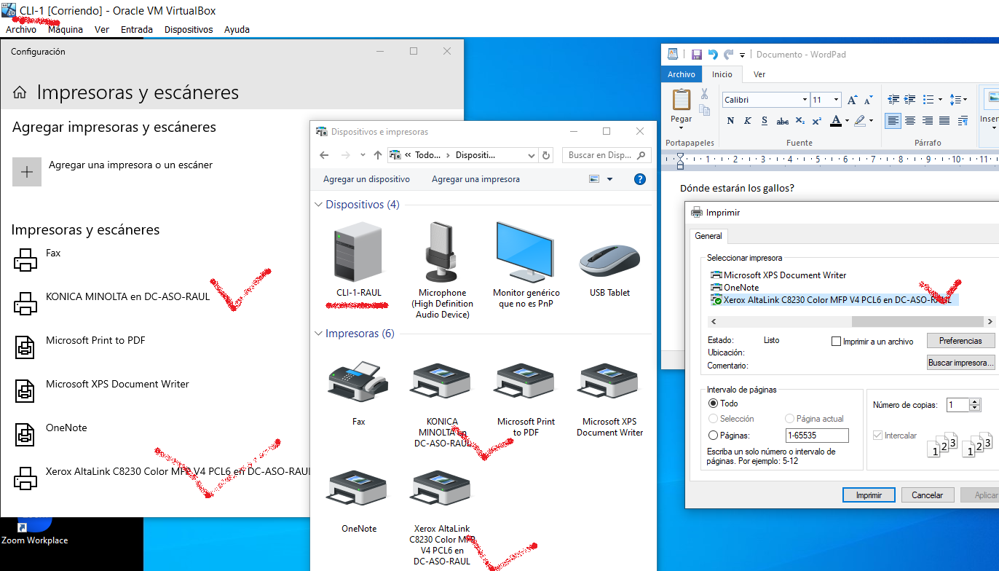 CLI-1 [Corriendo] - Oracle VM VirtualBox
Archivo Máquina Ver Entrada Dispositivos Ayuda
Configuración
Impresoras y escáneres
Agregar impresoras y escáneres
Agregar una impresora o un escáner
Impresoras y escáneres
Fax
KONICA MINOLTA en DC-ASO-RAUL
Microsoft Print to PDF
Microsoft XPS Document Writer
OneNote
Xerox AltaLink C8230 Color MFP V4 PCL6 en DC-ASO-RAUL
Zoom Workplace
Dispositivos e impresoras
« Todo... Dispositi...
Buscar en Disp...
Agregar un dispositivo Agregar una impresora
Dispositivos (4)
CLI-1-RAUL
Microphone
(High Definition
Audio Device)
Monitor genérico
que no es PnP
USB Tablet
Impresoras (6)
Fax
KONICA
MINOLTA en
DC-ASO-RAUL
Microsoft Print
to PDF
Microsoft XPS
Document Writer
OneNote
Xerox AltaLink
C8230 Color MFP
V4 PCL6 en
DC-ASO-RAUL
Documento - WordPad
Archivo Inicio Ver
Pegar
Calibri 11
N K S abc X₂ X² A
Inser
Portapapeles Fuente Párrafo
1 2 3 4 5 6 7 8 9 10 11
Dónde estarán los gallos?
Imprimir
General
Seleccionar impresora
Microsoft XPS Document Writer
OneNote
Xerox AltaLink C8230 Color MFP V4 PCL6 en DC-ASO-RAUL
Estado: Listo
Ubicación:
Comentario:
Imprimir a un archivo
Preferencias
Buscar impresora...
Intervalo de páginas
Todo
Selección Página actual
Páginas: 1-65535
Escriba un solo número o intervalo de
páginas. Por ejemplo: 5-12
Número de copias: 1
Intercalar
1 2 3 1 2 3
Imprimir Cancelar Aplicar